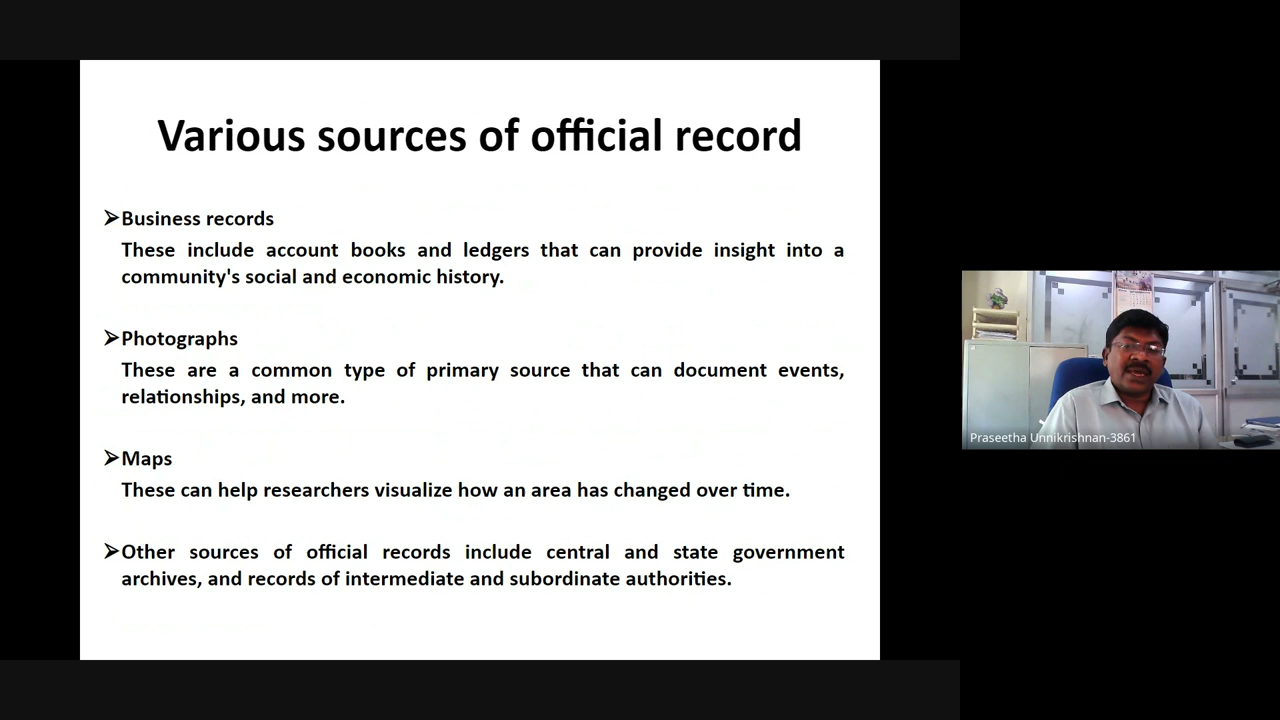 Various sources of official record
➢Business records
These include account books and ledgers that can provide insight into a
community's social and economic history.
➢Photographs
These are a common type of primary source that can document events,
relationships, and more.
➢Maps
These can help researchers visualize how an area has changed over time.
➢Other sources of official records include central and state government
archives, and records of intermediate and subordinate authorities.
Praseetha Unnikrishnan-3861